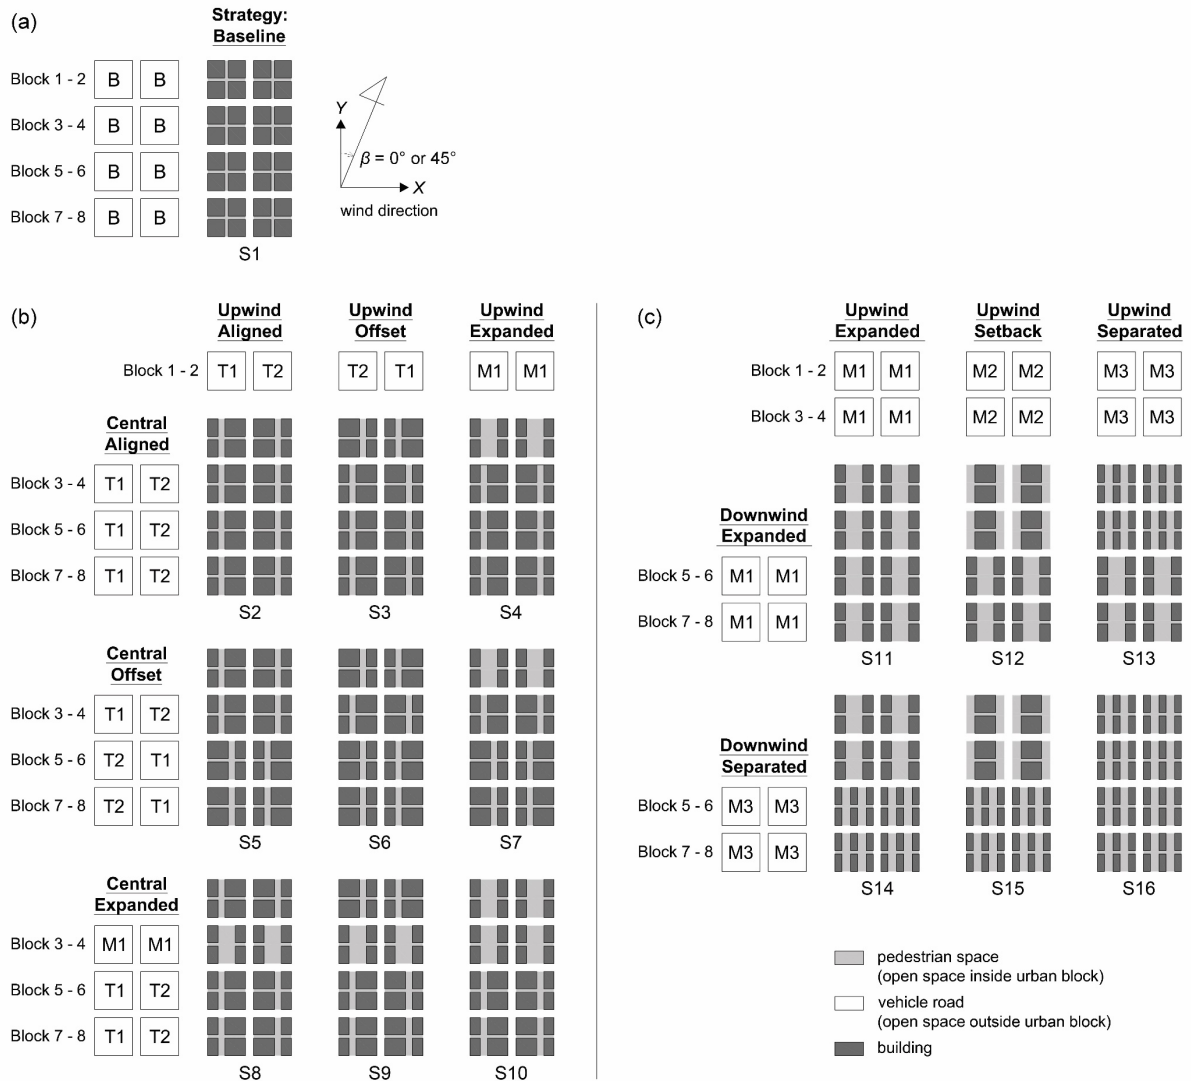 (a)
Strategy:
Baseline
Block 1 - 2 B B
Block 3 - 4 B B
Block 5 - 6 B B
Block 7 - 8 B B
S1
Y
β = 0° or 45°
X
wind direction
(b)
Upwind
Aligned
Upwind
Offset
Upwind
Expanded
Block 1 - 2 T1 T2 T2 T1 M1 M1
Central
Aligned
Block 3 - 4 T1 T2
Block 5 - 6 T1 T2
Block 7 - 8 T1 T2
S2 S3 S4
Central
Offset
Block 3 - 4 T1 T2
Block 5 - 6 T2 T1
Block 7 - 8 T2 T1
S5 S6 S7
Central
Expanded
Block 3 - 4 M1 M1
Block 5 - 6 T1 T2
Block 7 - 8 T1 T2
S8 S9 S10
(c)
Upwind
Expanded
Upwind
Setback
Upwind
Separated
Block 1 - 2 M1 M1 M2 M2 M3 M3
Block 3 - 4 M1 M1 M2 M2 M3 M3
Downwind
Expanded
Block 5 - 6 M1 M1
Block 7 - 8 M1 M1
S11 S12 S13
Downwind
Separated
Block 5 - 6 M3 M3
Block 7 - 8 M3 M3
S14 S15 S16
pedestrian space
(open space inside urban block)
vehicle road
(open space outside urban block)
building